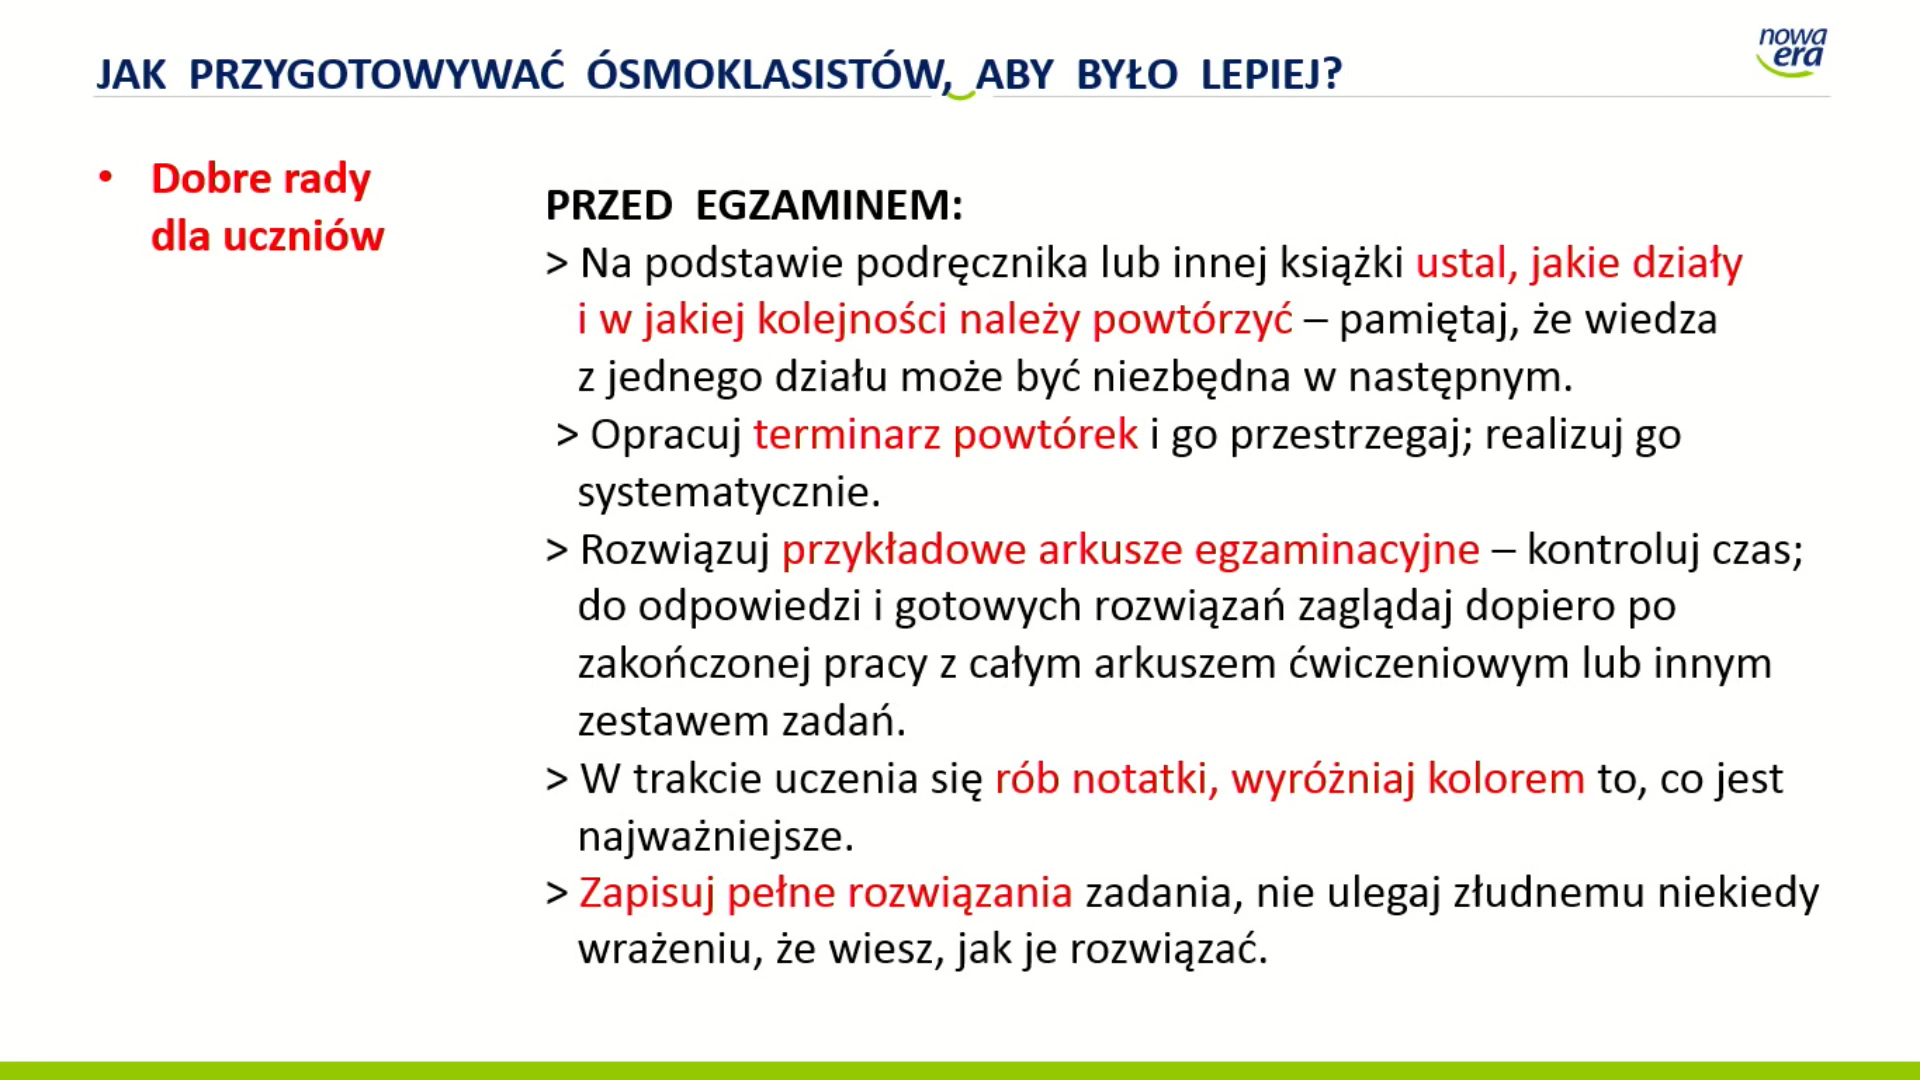 JAK PRZYGOTOWYWAĆ ÓSMOKLASISTÓW, ABY BYŁO LEPIEJ?
nowa
era
• Dobre rady
dla uczniów
PRZED EGZAMINEM:
> Na podstawie podręcznika lub innej książki ustal, jakie działy
i w jakiej kolejności należy powtórzyć – pamiętaj, że wiedza
z jednego działu może być niezbędna w następnym.
> Opracuj terminarz powtórek i go przestrzegaj; realizuj go
systematycznie.
> Rozwiązuj przykładowe arkusze egzaminacyjne – kontroluj czas;
do odpowiedzi i gotowych rozwiązań zaglądaj dopiero po
zakończonej pracy z całym arkuszem ćwiczeniowym lub innym
zestawem zadań.
> W trakcie uczenia się rób notatki, wyróżniaj kolorem to, co jest
najważniejsze.
> Zapisuj pełne rozwiązania zadania, nie ulegaj złudnemu niekiedy
wrażeniu, że wiesz, jak je rozwiązać.